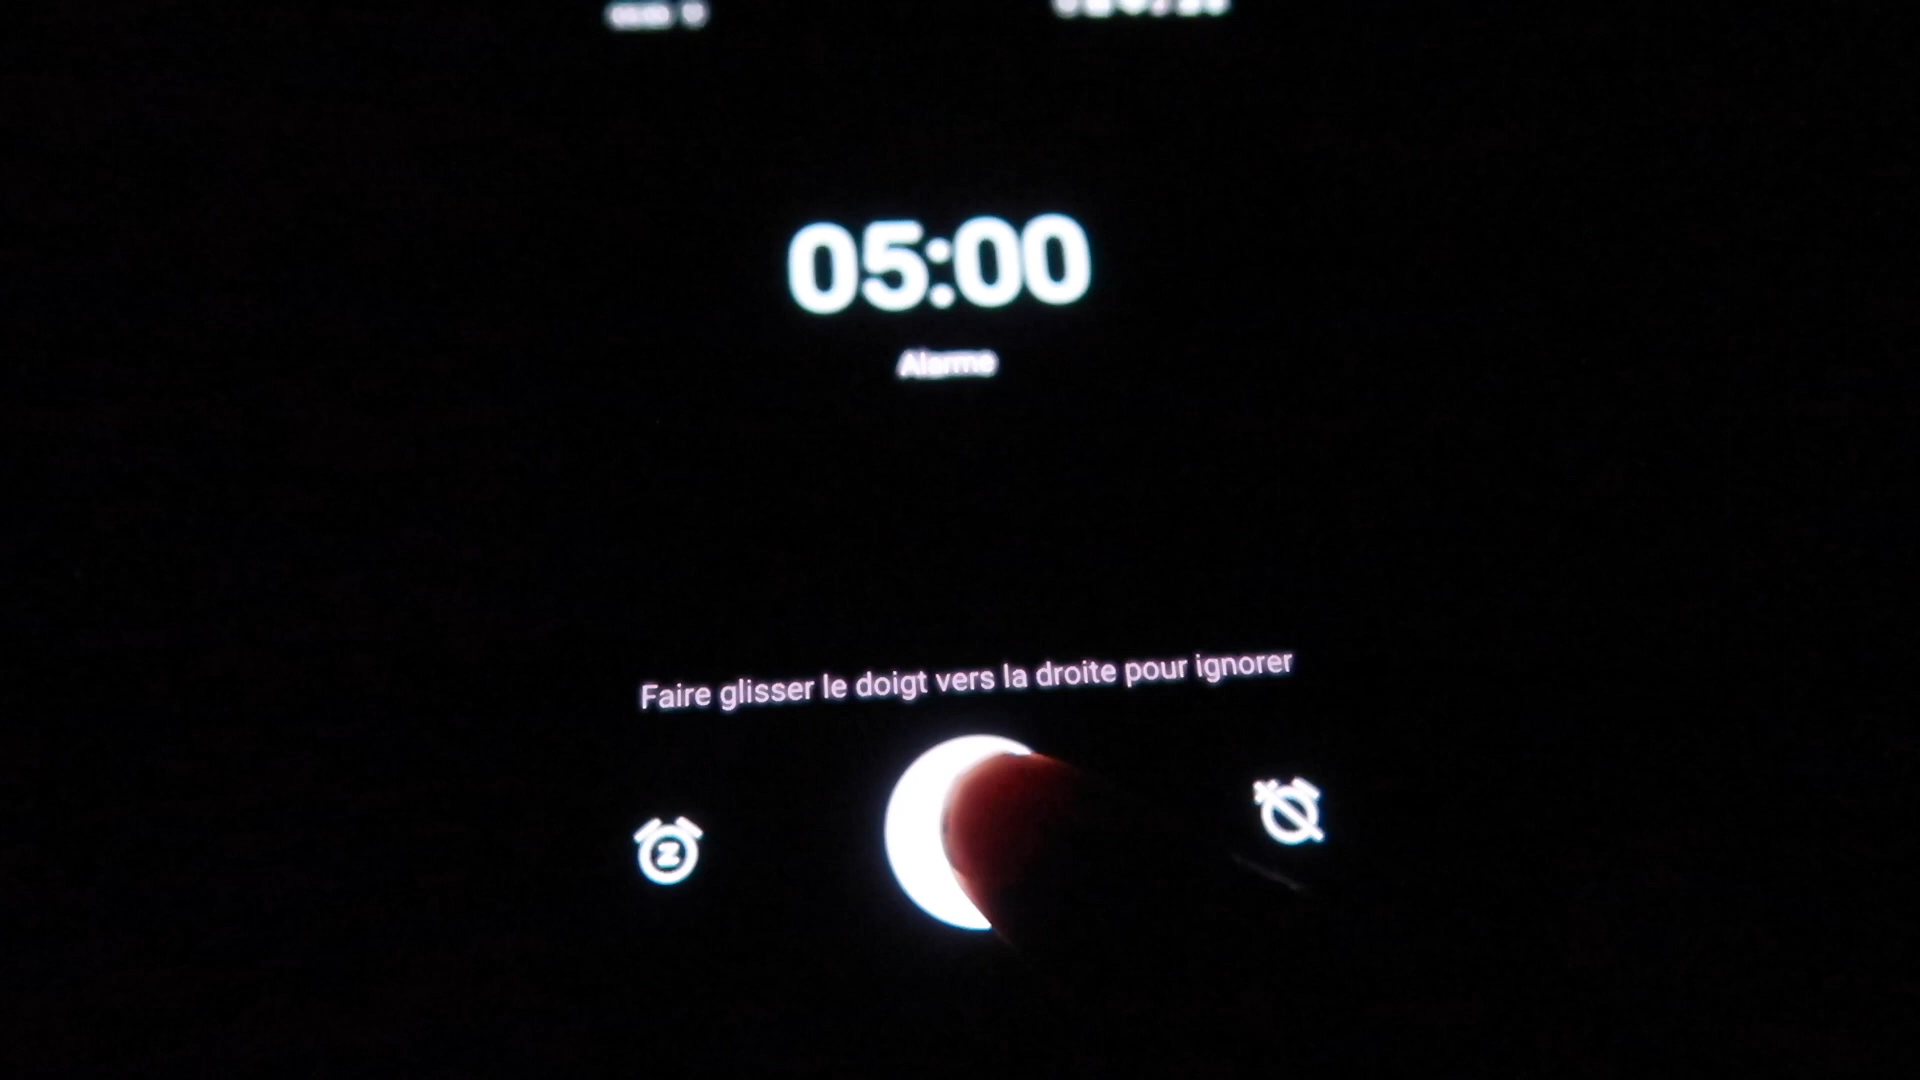 05:00
Alarme
Faire glisser le doigt vers la droite pour ignorer